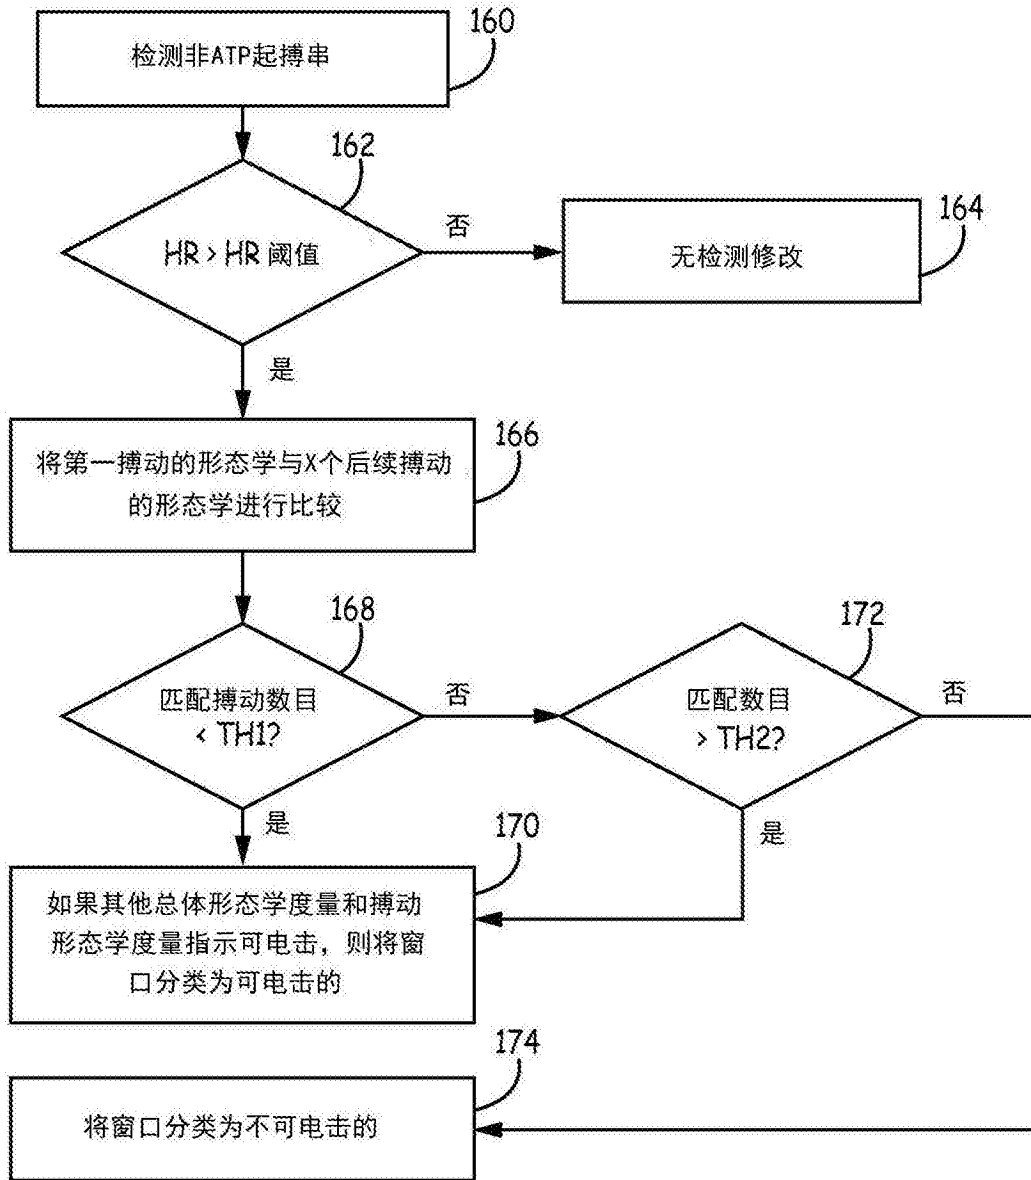 160
检测非ATP起搏串
162
HR > HR 阈值
否
164
无检测修改
是
166
将第一搏动的形态学与X个后续搏动
的形态学进行比较
168
匹配搏动数目
< TH1?
否
172
匹配数目
> TH2?
否
是
是
170
如果其他总体形态学度量和搏动
形态学度量指示可电击，则将窗
口分类为可电击的
174
将窗口分类为不可电击的